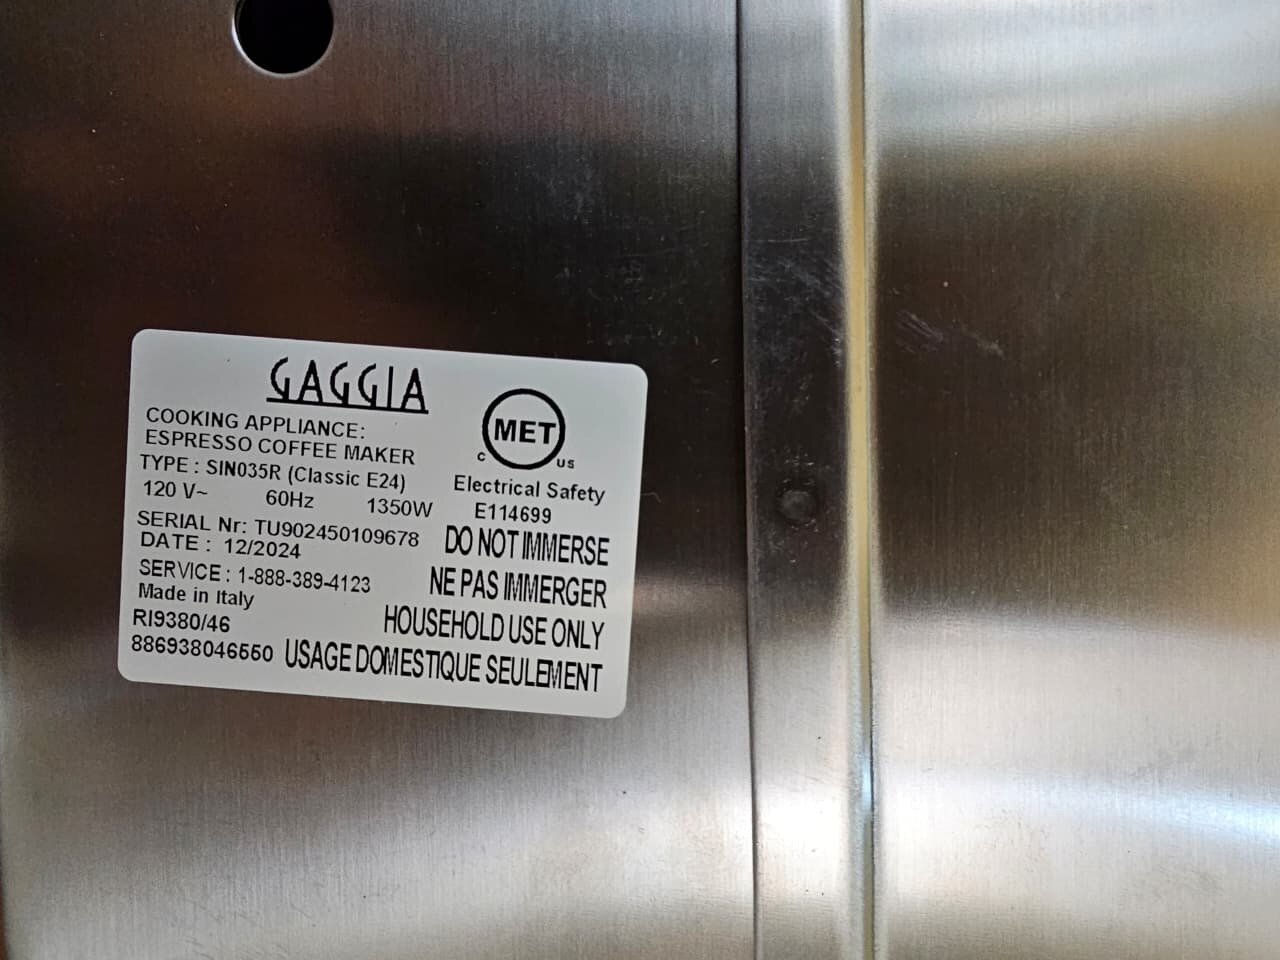 GAGGIA
COOKING APPLIANCE:
ESPRESSO COFFEE MAKER
TYPE : SIN035R (Classic E24)
120 V~ 60Hz 1350W
SERIAL Nr: TU902450109678
DATE : 12/2024
SERVICE : 1-888-389-4123
Made in Italy
RI9380/46
886938046550
MET
C US
Electrical Safety
E114699
DO NOT IMMERSE
NE PAS IMMERGER
HOUSEHOLD USE ONLY
USAGE DOMESTIQUE SEULEMENT